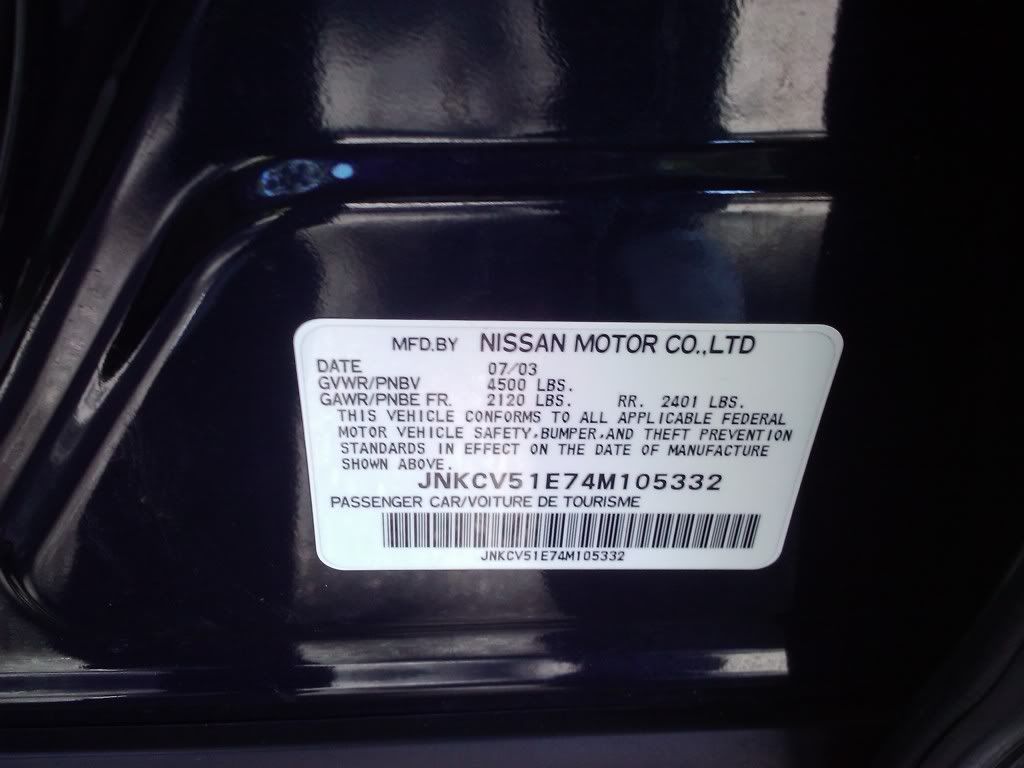 MFD.BY NISSAN MOTOR CO.,LTD
DATE 07/03
GVWR/PNBV 4500 LBS.
GAWR/PNBE FR. 2120 LBS. RR. 2401 LBS.
THIS VEHICLE CONFORMS TO ALL APPLICABLE FEDERAL
MOTOR VEHICLE SAFETY,BUMPER,AND THEFT PREVENTION
STANDARDS IN EFFECT ON THE DATE OF MANUFACTURE
SHOWN ABOVE.
JNKCV51E74M105332
PASSENGER CAR/VOITURE DE TOURISME
JNKCV51E74M105332